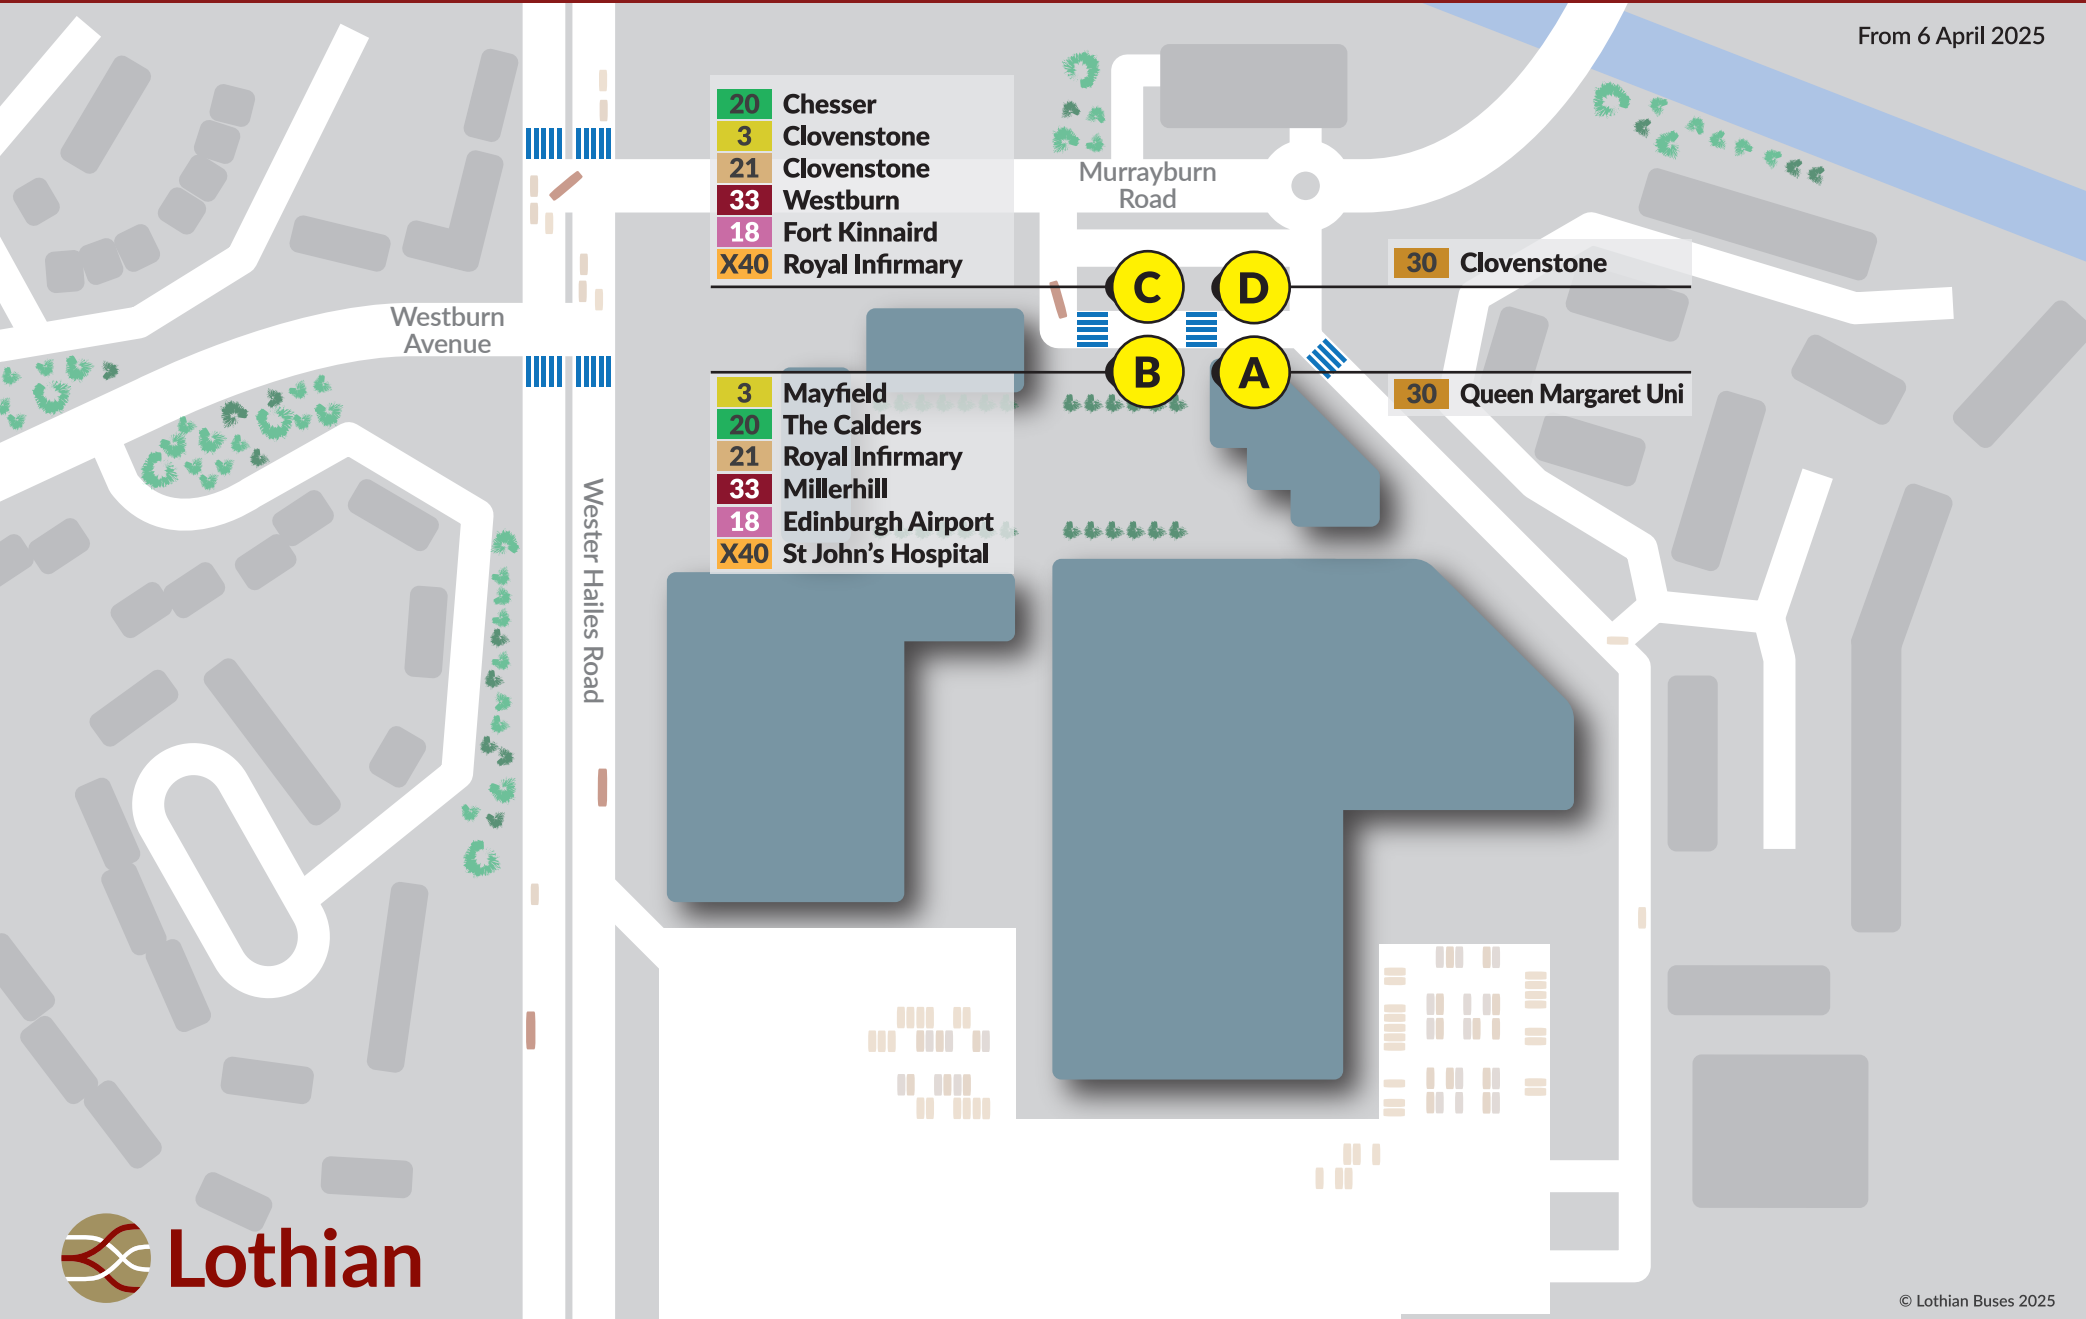 From 6 April 2025
20 Chesser
3 Clovenstone
21 Clovenstone
33 Westburn
18 Fort Kinnaird
X40 Royal Infirmary
Murrayburn
Road
C
D
30 Clovenstone
Westburn
Avenue
B
A
3 Mayfield
20 The Calders
21 Royal Infirmary
33 Millerhill
18 Edinburgh Airport
X40 St John's Hospital
30 Queen Margaret Uni
Wester Hailes Road
Lothian
© Lothian Buses 2025